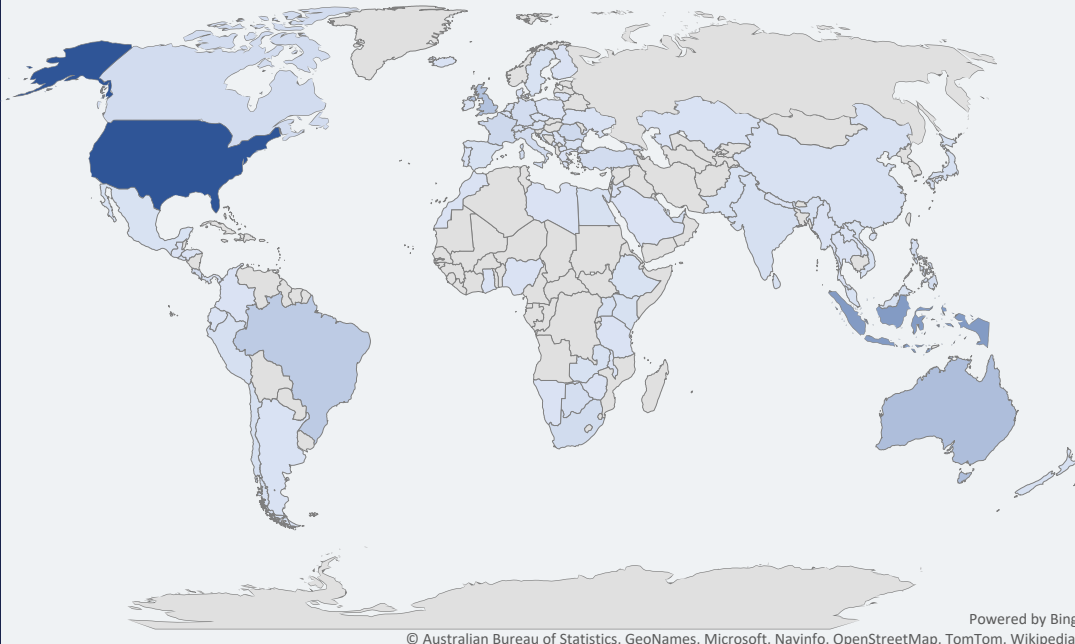 Powered by Bing
© Australian Bureau of Statistics, GeoNames, Microsoft, Navinfo, OpenStreetMap, TomTom, Wikipedia